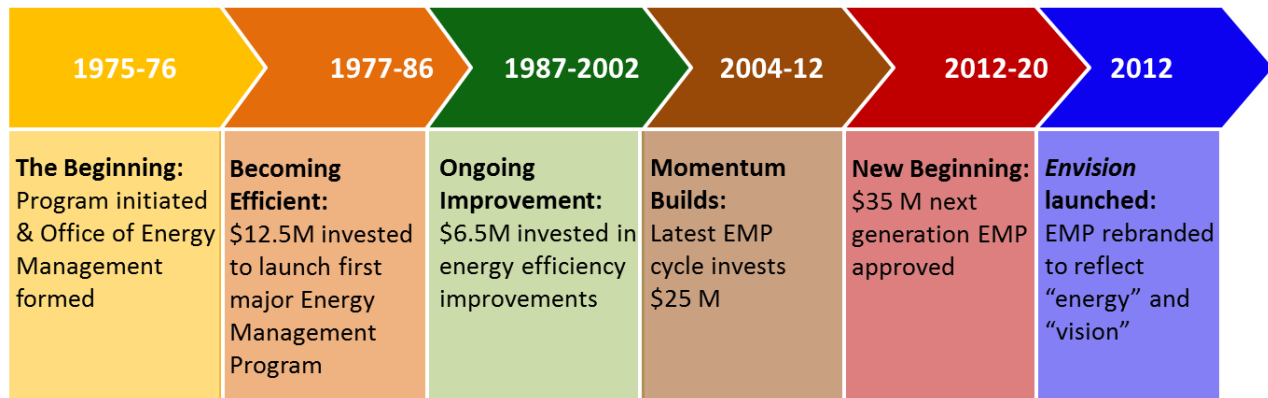 1975-76
1977-86
1987-2002
2004-12
2012-20
2012
The Beginning:
Program initiated
& Office of Energy
Management
formed
Becoming
Efficient:
$12.5M invested
to launch first
major Energy
Management
Program
Ongoing
Improvement:
$6.5M invested in
energy efficiency
improvements
Momentum
Builds:
Latest EMP
cycle invests
$25 M
New Beginning:
$35 M next
generation EMP
approved
Envision
launched:
EMP rebranded
to reflect
“energy” and
“vision”